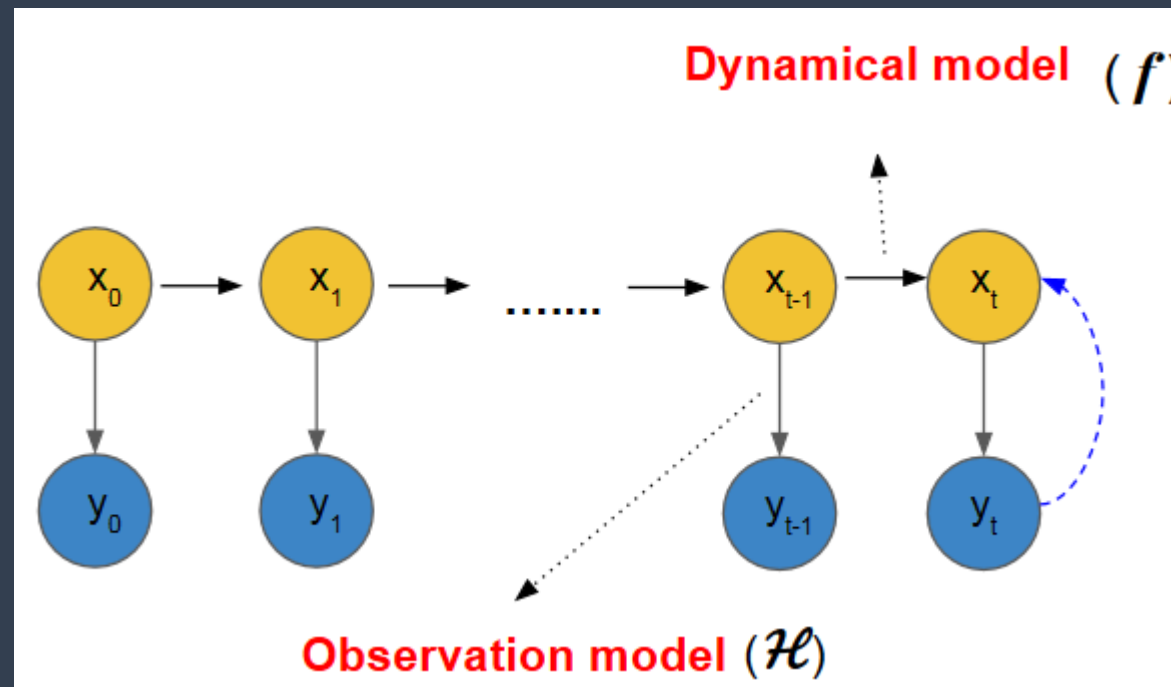 Dynamical model (f)
x₀ x₁ ....... xₜ₋₁ xₜ
y₀ y₁ yₜ₋₁ yₜ
Observation model (ℋ)